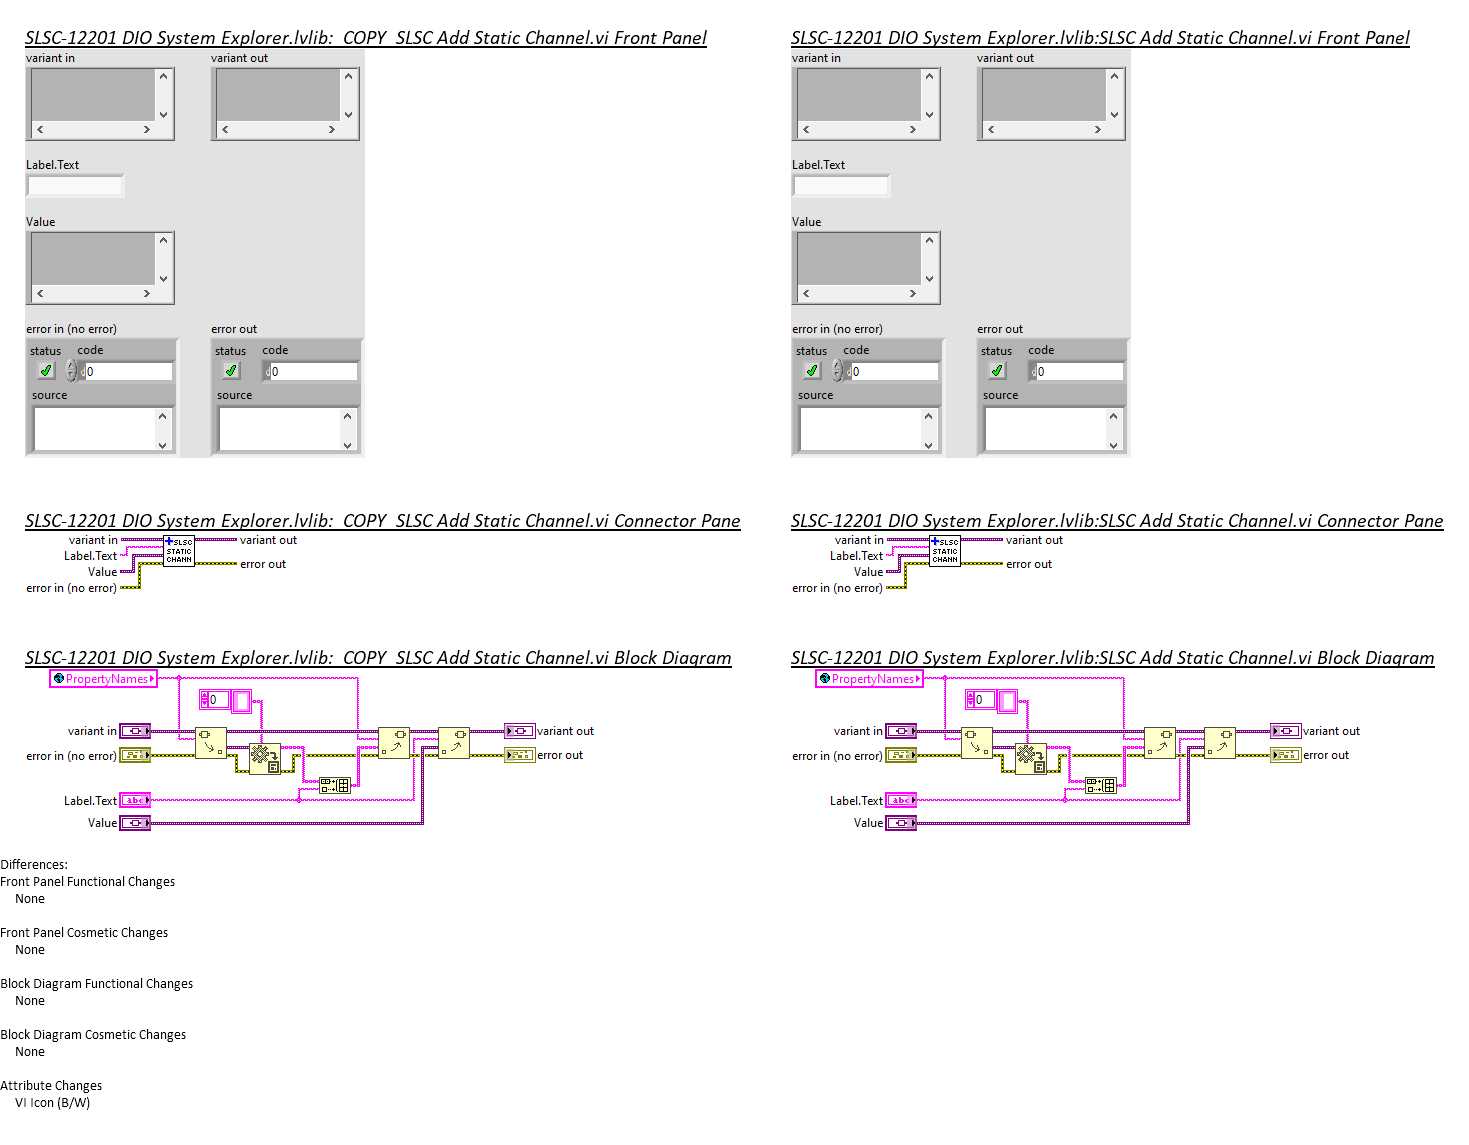 SLSC-12201 DIO System Explorer.lvlib:_COPY_SLSC Add Static Channel.vi Front Panel
variant in
variant out
Label.Text
Value
error in (no error)
error out
status
code
0
source
status
code
0
source
SLSC-12201 DIO System Explorer.lvlib:SLSC Add Static Channel.vi Front Panel
variant in
variant out
Label.Text
Value
error in (no error)
error out
status
code
0
source
status
code
0
source
SLSC-12201 DIO System Explorer.lvlib:_COPY_SLSC Add Static Channel.vi Connector Pane
variant in
Label.Text
Value
error in (no error)
+SLSC
STATIC
CHANN
variant out
error out
SLSC-12201 DIO System Explorer.lvlib:SLSC Add Static Channel.vi Connector Pane
variant in
Label.Text
Value
error in (no error)
+SLSC
STATIC
CHANN
variant out
error out
SLSC-12201 DIO System Explorer.lvlib:_COPY_SLSC Add Static Channel.vi Block Diagram
PropertyNames
0
variant in
variant out
error in (no error)
error out
Label.Text
abc
Value
SLSC-12201 DIO System Explorer.lvlib:SLSC Add Static Channel.vi Block Diagram
PropertyNames
0
variant in
variant out
error in (no error)
error out
Label.Text
abc
Value
Differences:
Front Panel Functional Changes
None
Front Panel Cosmetic Changes
None
Block Diagram Functional Changes
None
Block Diagram Cosmetic Changes
None
Attribute Changes
VI Icon (B/W)